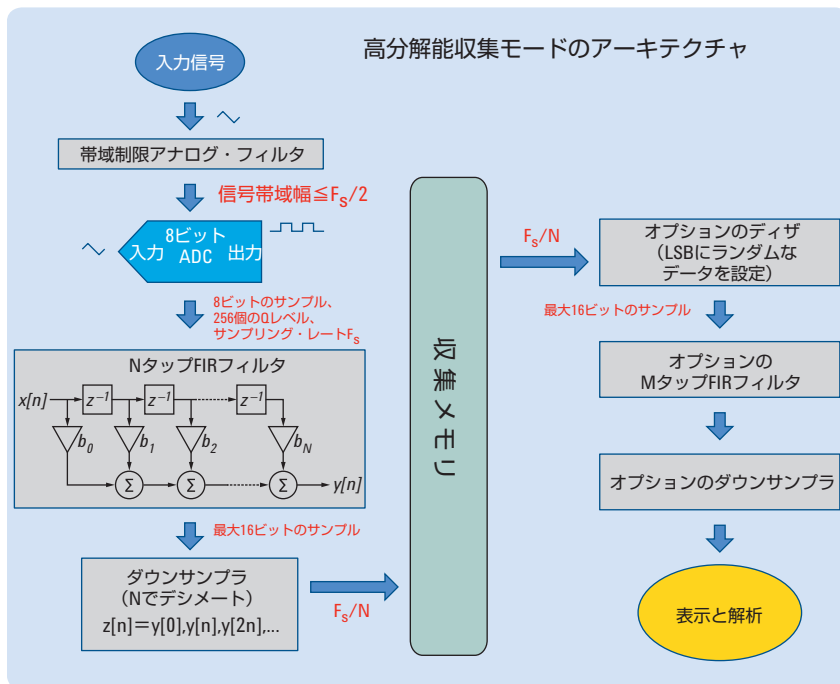 高分解能収集モードのアーキテクチャ
入力信号
帯域制限アナログ・フィルタ
信号帯域幅≦Fs/2
8ビット
入力 ADC 出力
8ビットのサンプル、
256個のQレベル、
サンプリング・レートFs
NタップFIRフィルタ
x[n] z⁻¹ z⁻¹ z⁻¹
b0 b1 b2 bN
Σ Σ Σ y[n]
最大16ビットのサンプル
ダウンサンプラ
(Nでデシメート)
z[n]=y[0],y[n],y[2n],...
Fs/N
収集メモリ
Fs/N
オプションのディザ
(LSBにランダムな
データを設定)
最大16ビットのサンプル
オプションの
MタップFIRフィルタ
オプションのダウンサンプラ
表示と解析